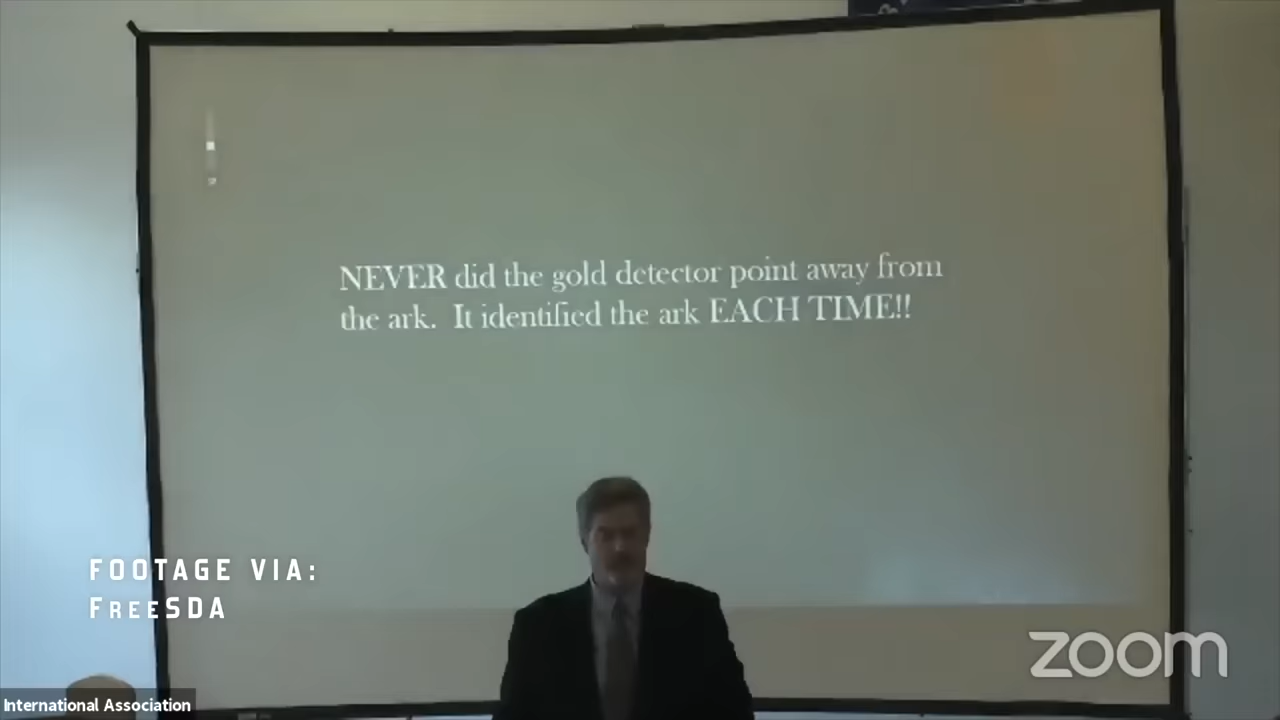 NEVER did the gold detector point away from
the ark. It identified the ark EACH TIME!!
FOOTAGE VIA:
FREESDA
zoom
International Association